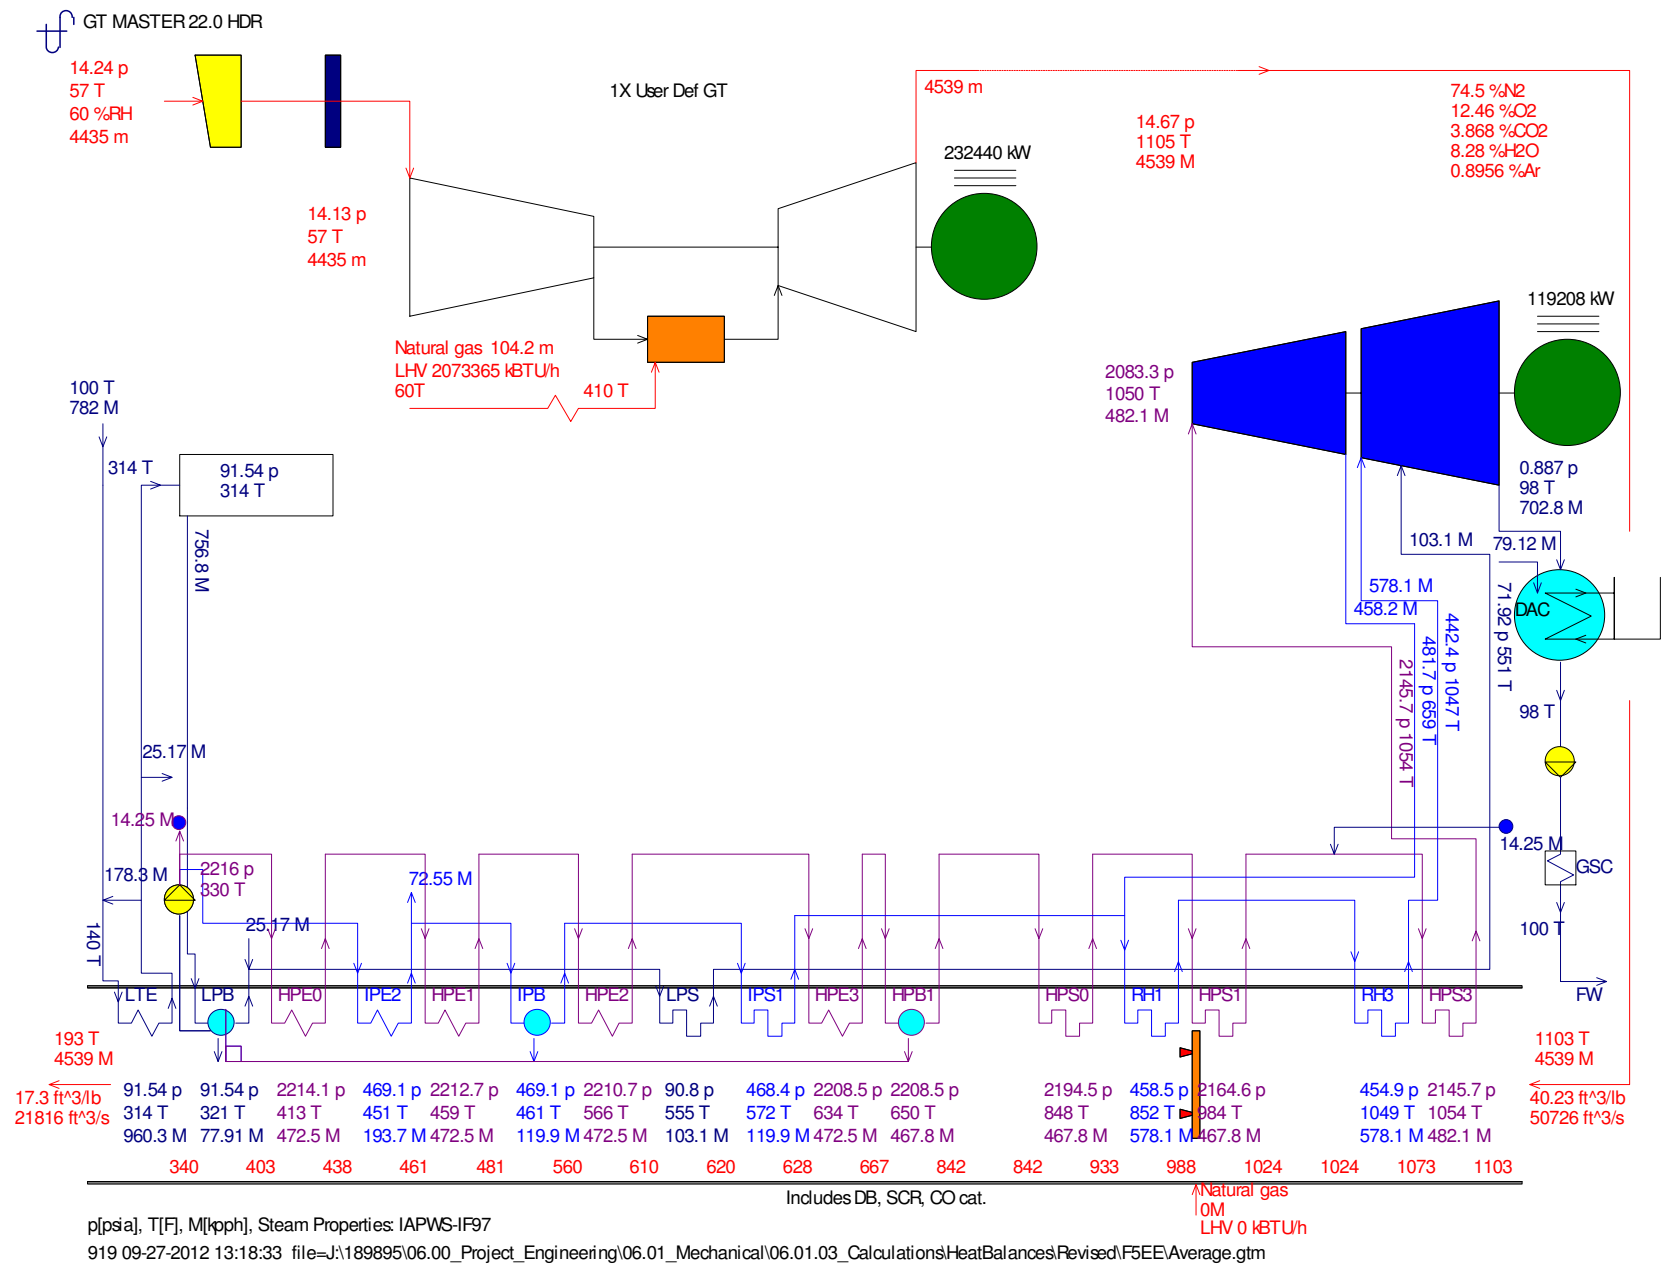 GT MASTER 22.0 HDR
14.24 p
57 T
60 %RH
4435 m
1X User Def GT
4539 m
14.67 p
1105 T
4539 M
74.5 %N2
12.46 %O2
3.868 %CO2
8.28 %H2O
0.8956 %Ar
232440 kW
14.13 p
57 T
4435 m
119208 kW
Natural gas 104.2 m
LHV 2073365 kBTU/h
60T
410 T
2083.3 p
1050 T
482.1 M
100 T
782 M
314 T
91.54 p
314 T
756.8 M
0.887 p
98 T
702.8 M
103.1 M
79.12 M
578.1 M
458.2 M
DAC
71.92 p 551 T
442.4 p 1047 T
481.7 p 659 T
2145.7 p 1054 T
98 T
25.17 M
14.25 M
14.25 M
GSC
178.3 M
2216 p
330 T
72.55 M
25.17 M
140 T
100 T
FW
LTE
LPB
HPE0
IPE2
HPE1
IPB
HPE2
LPS
IPS1
HPE3
HPB1
HPS0
RH1
HPS1
RH3
HPS3
193 T
4539 M
1103 T
4539 M
17.3 ft^3/lb
21816 ft^3/s
40.23 ft^3/lb
50726 ft^3/s
91.54 p 91.54 p 2214.1 p 469.1 p 2212.7 p 469.1 p 2210.7 p 90.8 p 468.4 p 2208.5 p 2208.5 p 2194.5 p 458.5 p 2164.6 p 454.9 p 2145.7 p
314 T 321 T 413 T 451 T 459 T 461 T 566 T 555 T 572 T 634 T 650 T 848 T 852 T 984 T 1049 T 1054 T
960.3 M 77.91 M 472.5 M 193.7 M 472.5 M 119.9 M 472.5 M 103.1 M 119.9 M 472.5 M 467.8 M 467.8 M 578.1 M 467.8 M 578.1 M 482.1 M
340 403 438 461 481 560 610 620 628 667 842 842 933 988 1024 1024 1073 1103
Includes DB, SCR, CO cat.
Natural gas
0M
LHV 0 kBTU/h
p[psia], T[F], M[kpph], Steam Properties: IAPWS-IF97
919 09-27-2012 13:18:33 file=J:\189895\06.00_Project_Engineering\06.01_Mechanical\06.01.03_Calculations\HeatBalances\Revised\F5EE\Average.gtm